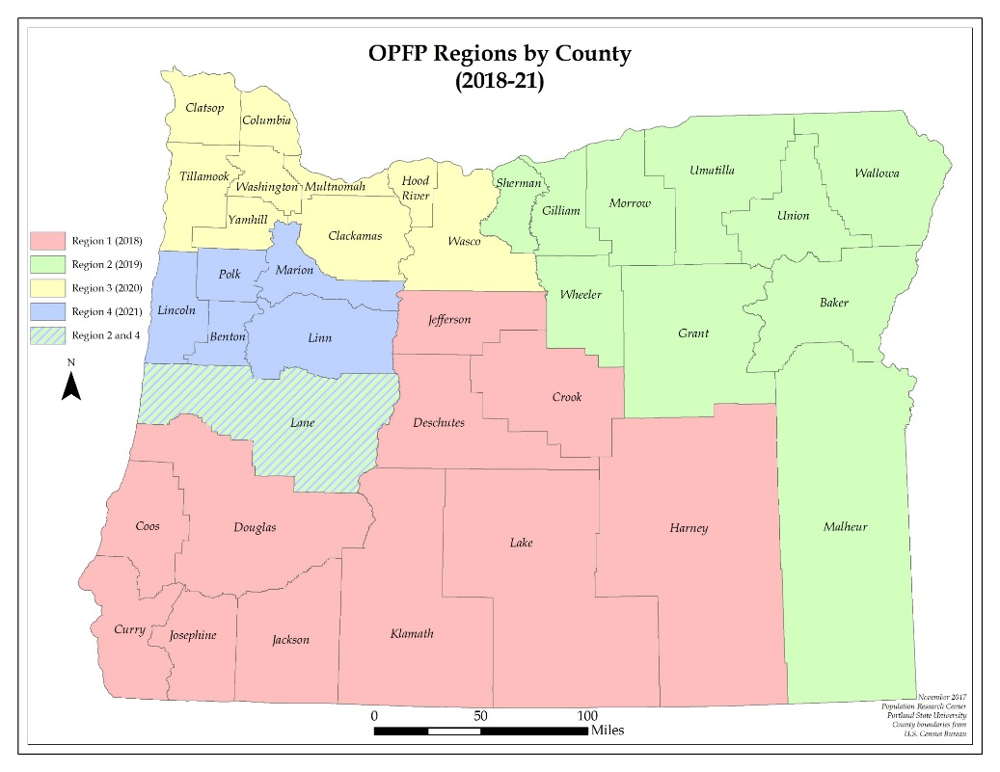 OPFP Regions by County
(2018-21)
Clatsop
Columbia
Tillamook
Washington
Multnomah
Hood
River
Sherman
Umatilla
Wallowa
Gilliam
Morrow
Union
Yamhill
Clackamas
Wasco
Region 1 (2018)
Region 2 (2019)
Region 3 (2020)
Region 4 (2021)
Region 2 and 4
N
Polk
Marion
Lincoln
Benton
Linn
Jefferson
Wheeler
Grant
Baker
Crook
Lane
Deschutes
Coos
Douglas
Lake
Harney
Malheur
Curry
Josephine
Jackson
Klamath
0 50 100
Miles
November 2017
Population Research Center
Portland State University
County boundaries from
U.S. Census Bureau